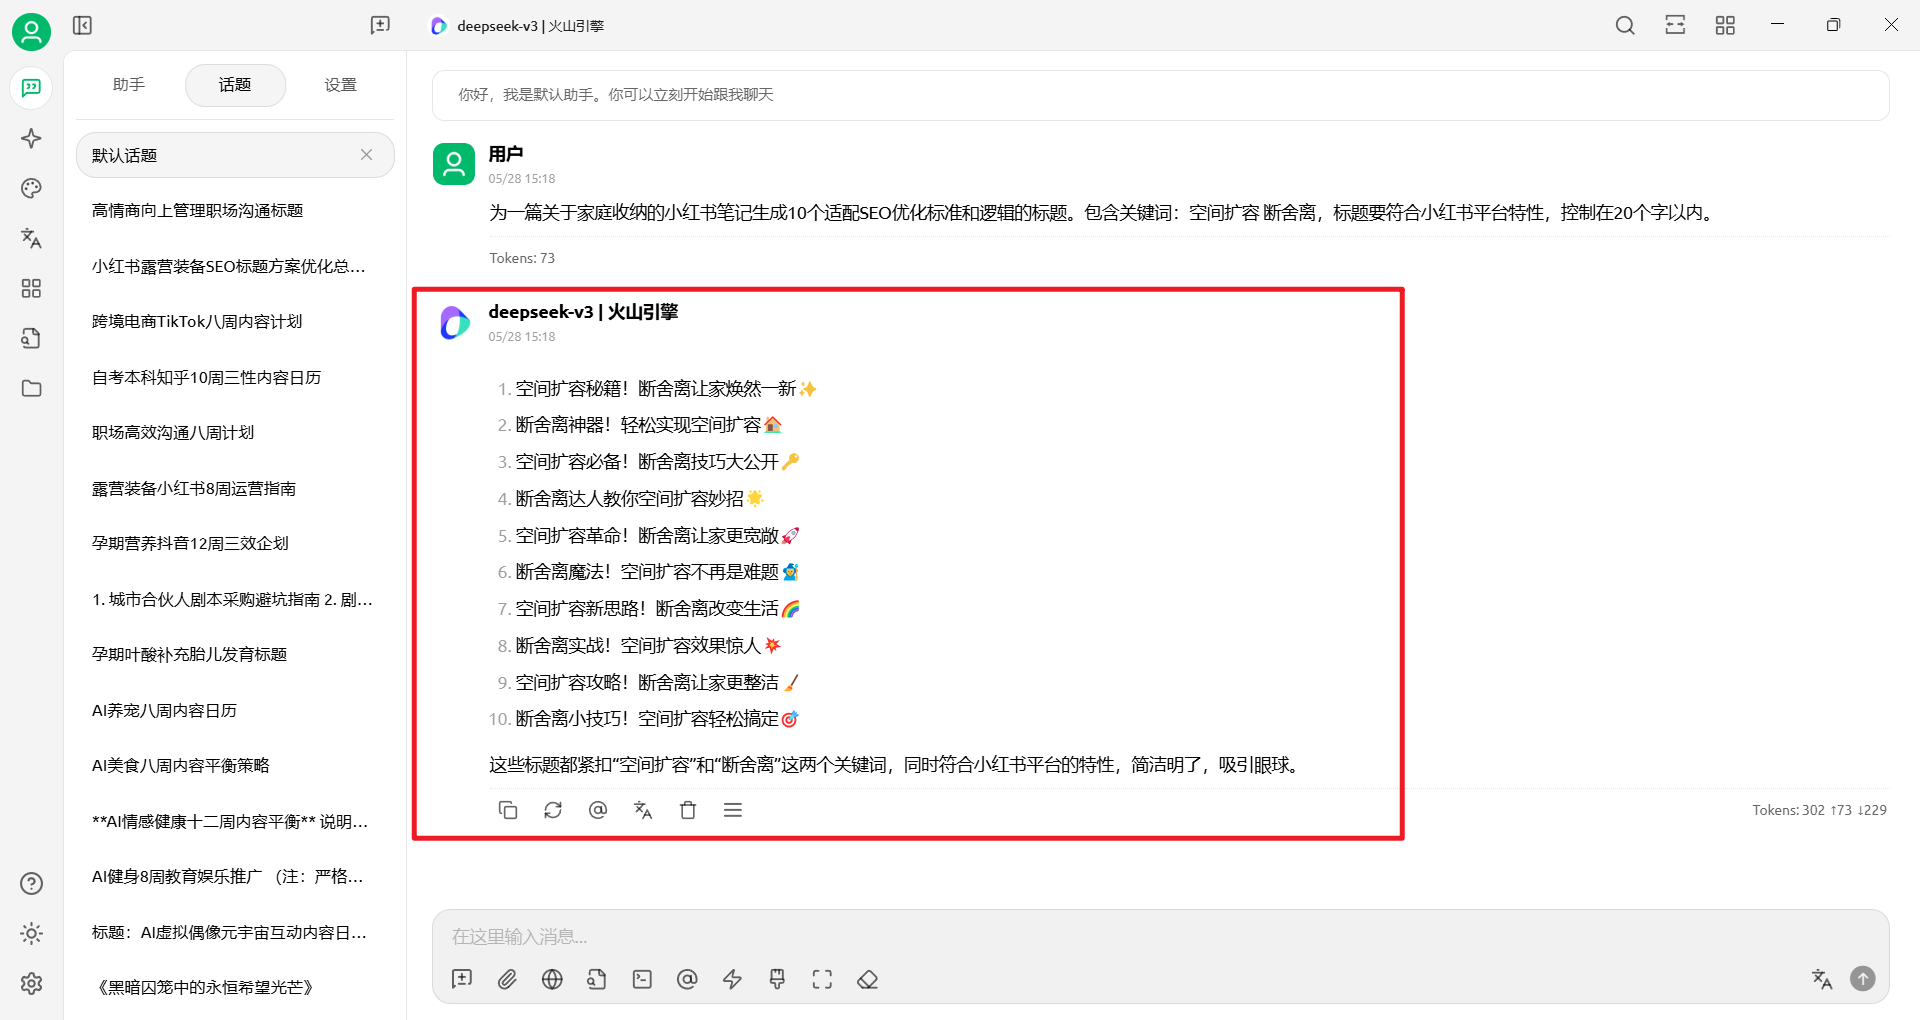 deepseek-v3 | 火山引擎
助手
话题
设置
默认话题
高情商向上管理职场沟通标题
小红书露营装备SEO标题方案优化总...
跨境电商TikTok八周内容计划
自考本科知乎10周三性内容日历
职场高效沟通八周计划
露营装备小红书8周运营指南
孕期营养抖音12周三效企划
1. 城市合伙人剧本采购避坑指南 2. 剧...
孕期叶酸补充胎儿发育标题
AI养宠八周内容日历
AI美食八周内容平衡策略
**AI情感健康十二周内容平衡** 说明...
AI健身8周教育娱乐推广 （注：严格...
标题：AI虚拟偶像元宇宙互动内容日...
《黑暗囚笼中的永恒希望光芒》
你好，我是默认助手。你可以立刻开始跟我聊天
用户
05/28 15:18
为一篇关于家庭收纳的小红书笔记生成10个适配SEO优化标准和逻辑的标题。包含关键词：空间扩容 断舍离，标题要符合小红书平台特性，控制在20个字以内。
Tokens: 73
deepseek-v3 | 火山引擎
05/28 15:18
1. 空间扩容秘籍！断舍离让家焕然一新✨
2. 断舍离神器！轻松实现空间扩容🏠
3. 空间扩容必备！断舍离技巧大公开🔑
4. 断舍离达人教你空间扩容妙招🌟
5. 空间扩容革命！断舍离让家更宽敞🚀
6. 断舍离魔法！空间扩容不再是难题🧙
7. 空间扩容新思路！断舍离改变生活🌈
8. 断舍离实战！空间扩容效果惊人💥
9. 空间扩容攻略！断舍离让家更整洁🧹
10. 断舍离小技巧！空间扩容轻松搞定🎯
这些标题都紧扣“空间扩容”和“断舍离”这两个关键词，同时符合小红书平台的特性，简洁明了，吸引眼球。
Tokens: 302 ↑73 ↓229
在这里输入消息...